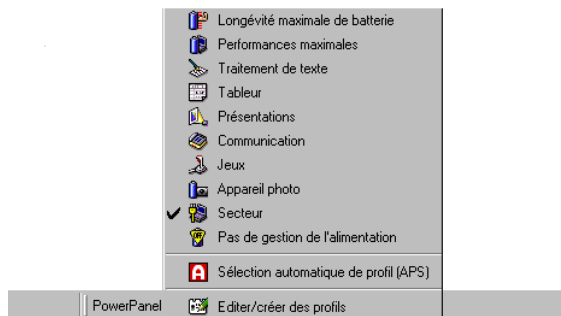 Longévité maximale de batterie
Performances maximales
Traitement de texte
Tableur
Présentations
Communication
Jeux
Appareil photo
Secteur
Pas de gestion de l'alimentation
Sélection automatique de profil (APS)
PowerPanel Editer/créer des profils